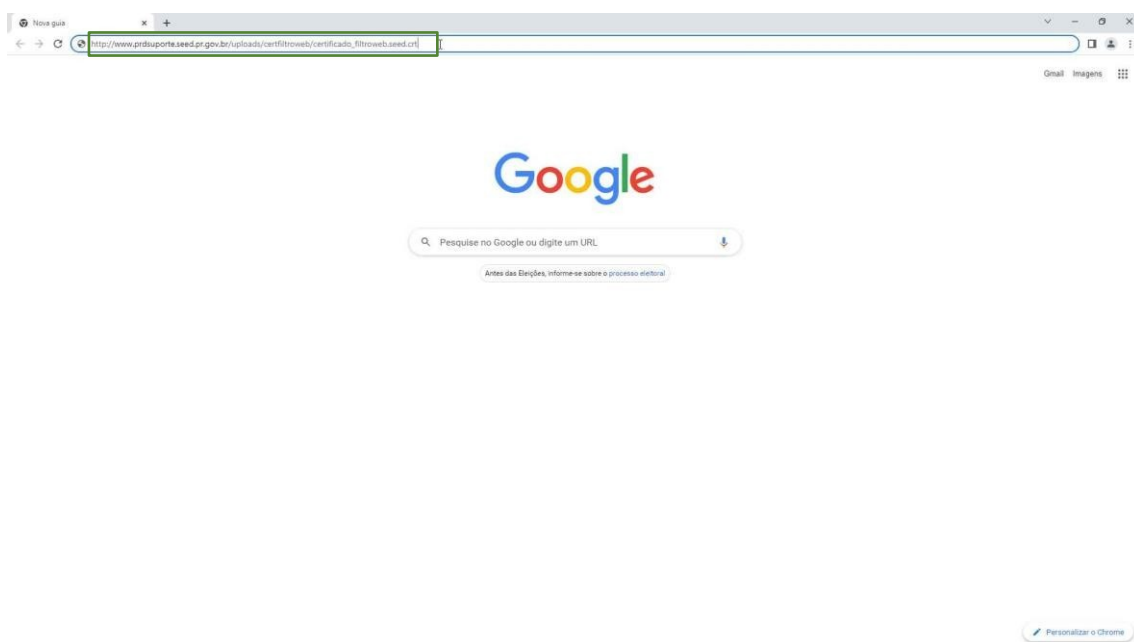 Nova guia
http://www.prdsuporte.seed.pr.gov.br/uploads/certfiltroweb/certificado_filtroweb.seed.crt
Gmail Imagens
Google
Pesquise no Google ou digite um URL
Antes das Eleições, informe-se sobre o processo eleitoral
Personalizar o Chrome